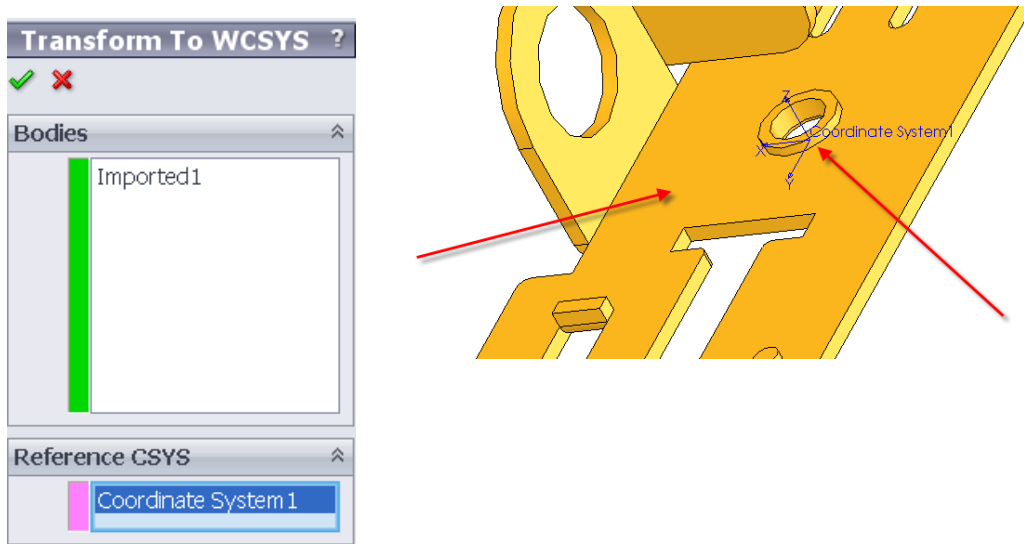 Transform To WCSYS ?
Bodies
Imported1
Reference CSYS
Coordinate System1
Z
Coordinate System1
X
Y